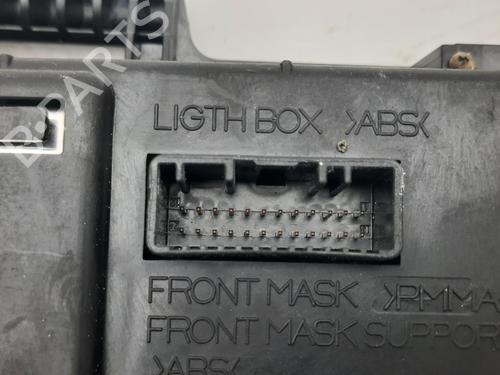 LIGTH BOX >ABS<
FRONT MASK >PMMA
FRONT MASK SUPPOR
>ABS<
B-PARTS